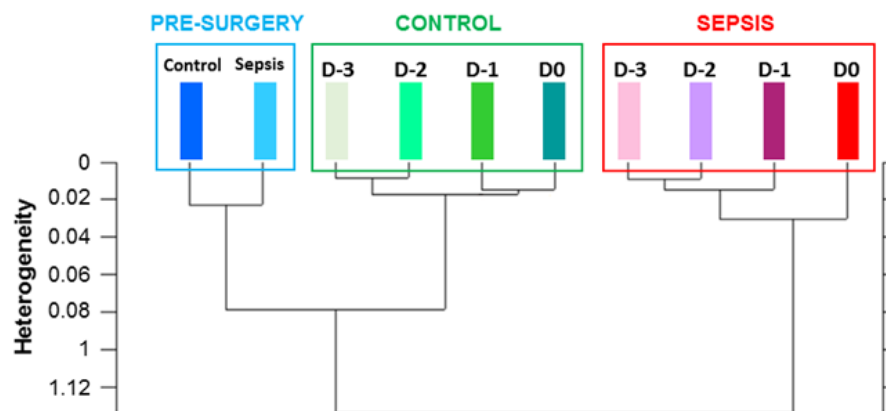 PRE-SURGERY CONTROL SEPSIS
Control Sepsis D-3 D-2 D-1 D0 D-3 D-2 D-1 D0
0
0.02
0.04
0.06
0.08
1
1.12
Heterogeneity